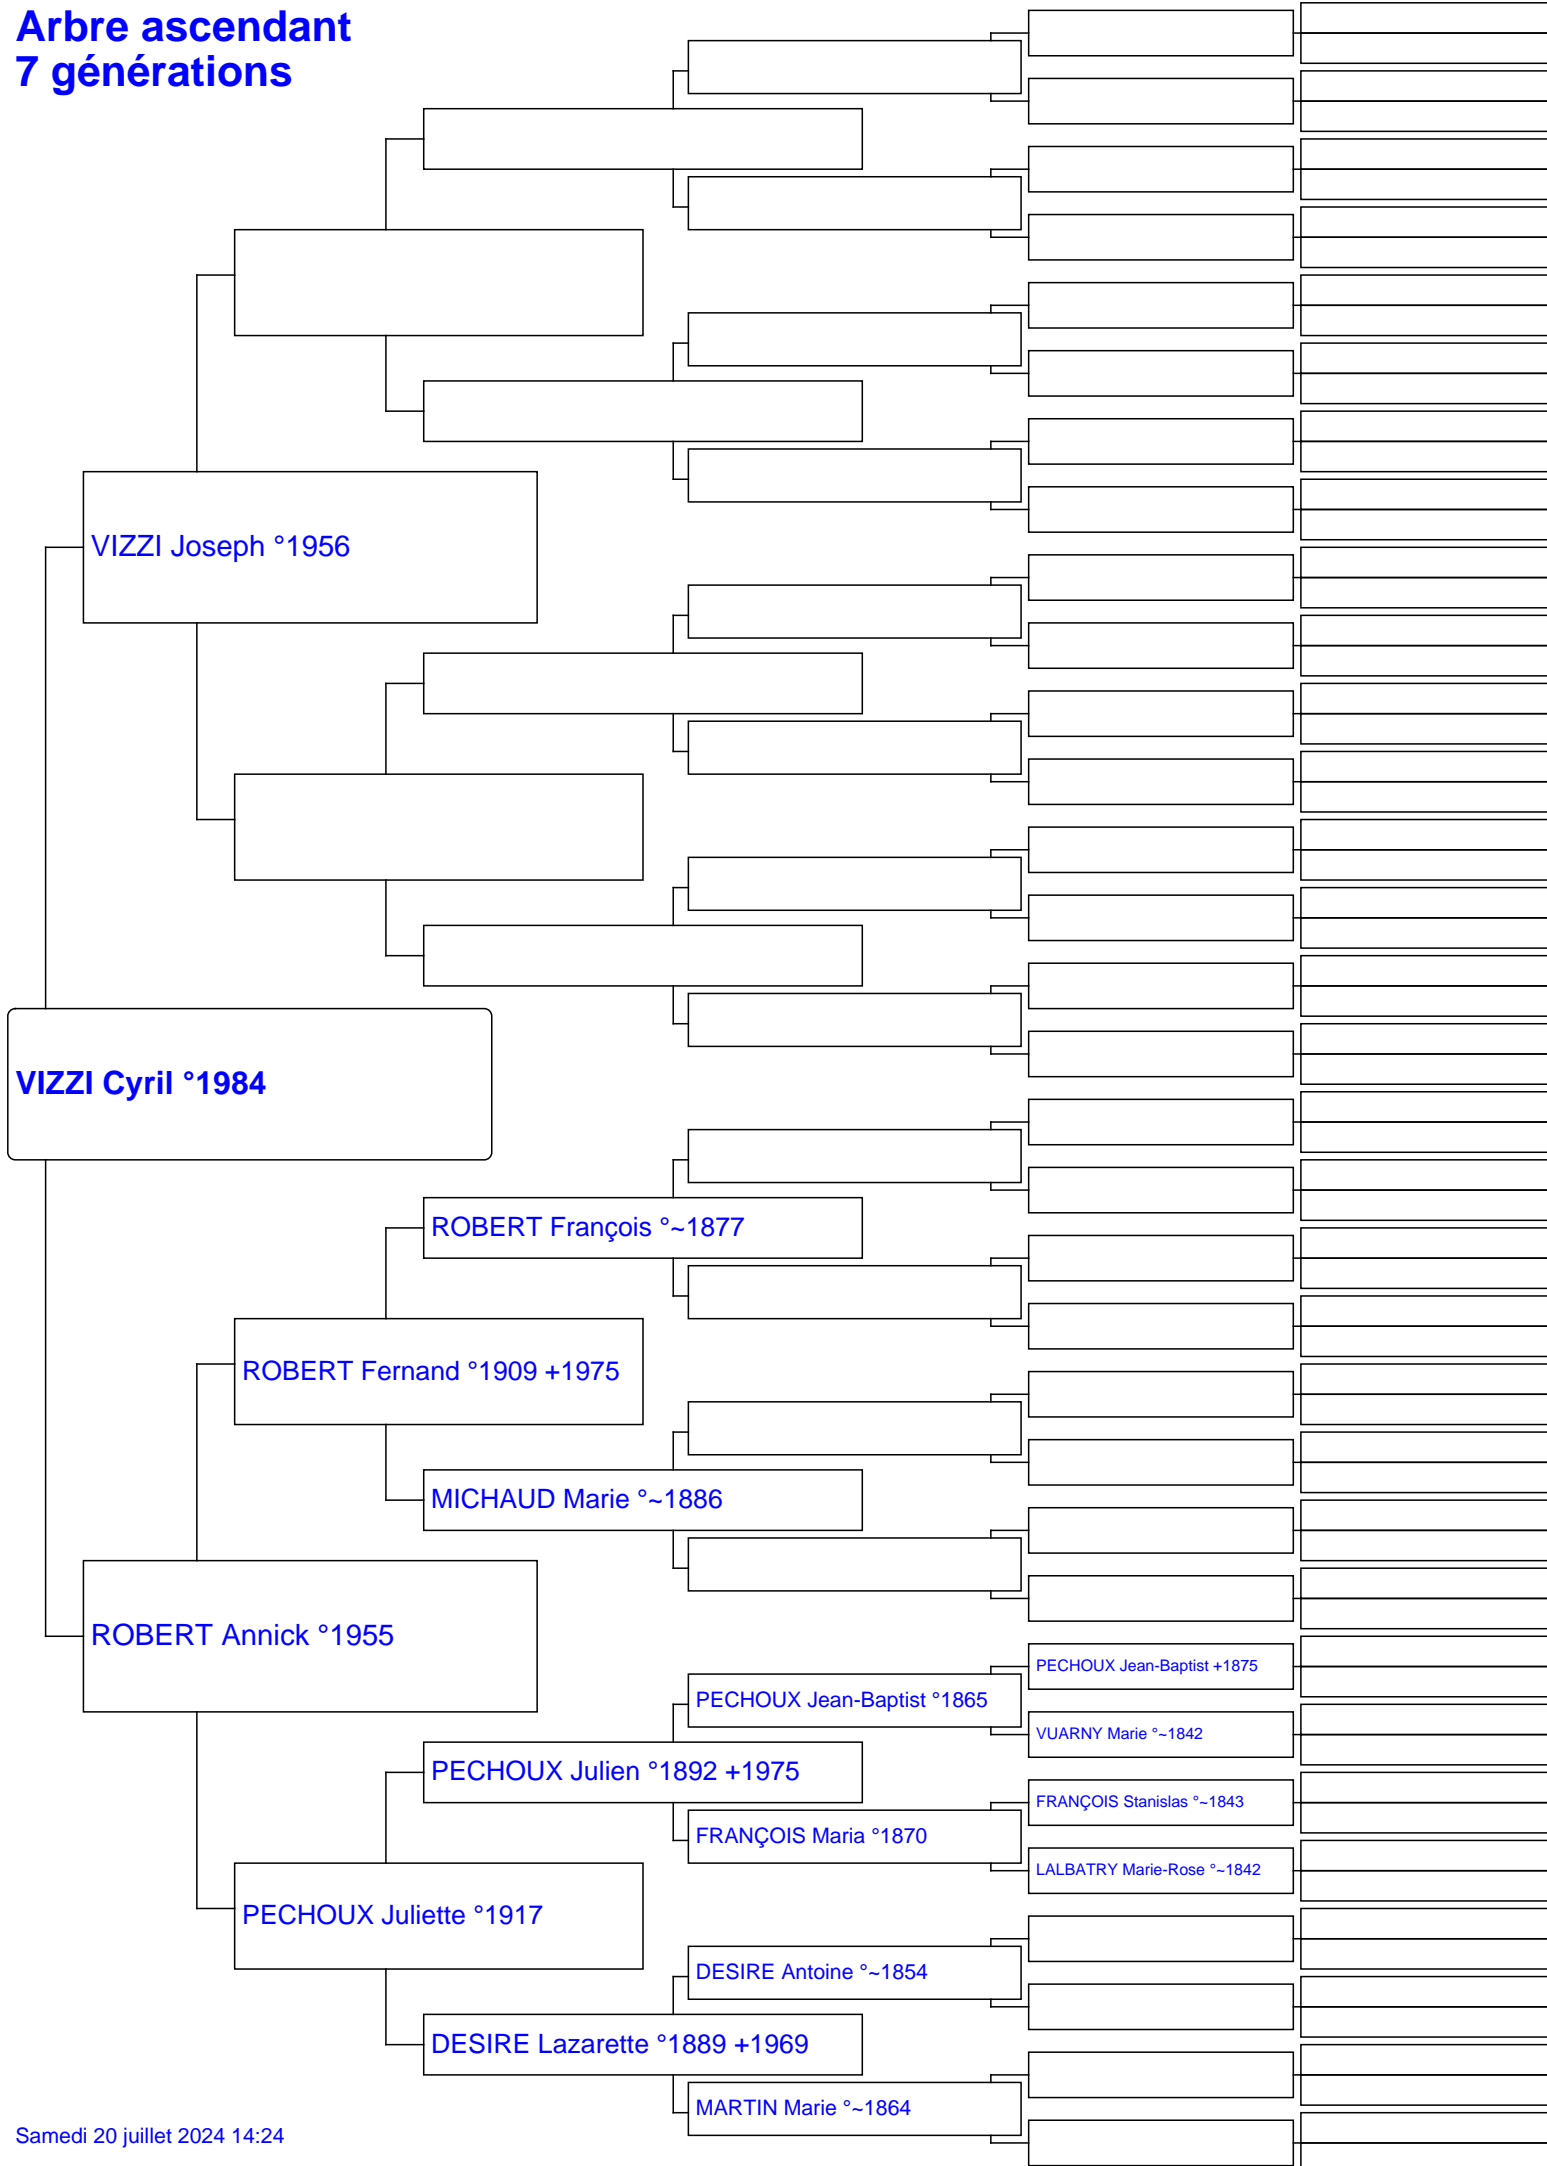 Arbre ascendant
7 générations
VIZZI Joseph °1956
VIZZI Cyril °1984
ROBERT François °~1877
ROBERT Fernand °1909 +1975
MICHAUD Marie °~1886
ROBERT Annick °1955
PECHOUX Jean-Baptist +1875
PECHOUX Jean-Baptist °1865
VUARNY Marie °~1842
PECHOUX Julien °1892 +1975
FRANÇOIS Stanislas °~1843
FRANÇOIS Maria °1870
LALBATRY Marie-Rose °~1842
PECHOUX Juliette °1917
DESIRE Antoine °~1854
DESIRE Lazarette °1889 +1969
MARTIN Marie °~1864
Samedi 20 juillet 2024 14:24